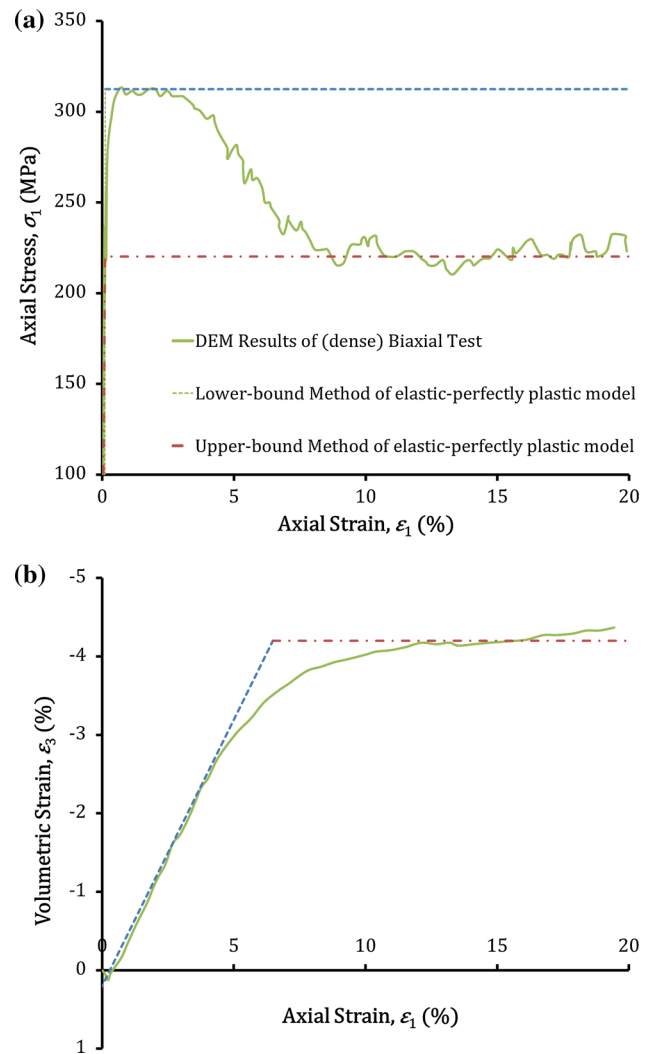 (a)
350
300
250
200
150
100
Axial Stress, σ1 (MPa)
DEM Results of (dense) Biaxial Test
Lower-bound Method of elastic-perfectly plastic model
Upper-bound Method of elastic-perfectly plastic model
0 5 10 15 20
Axial Strain, ε1 (%)
(b)
-5
-4
-3
-2
-1
0
1
Volumetric Strain, ε3 (%)
0 5 10 15 20
Axial Strain, ε1 (%)